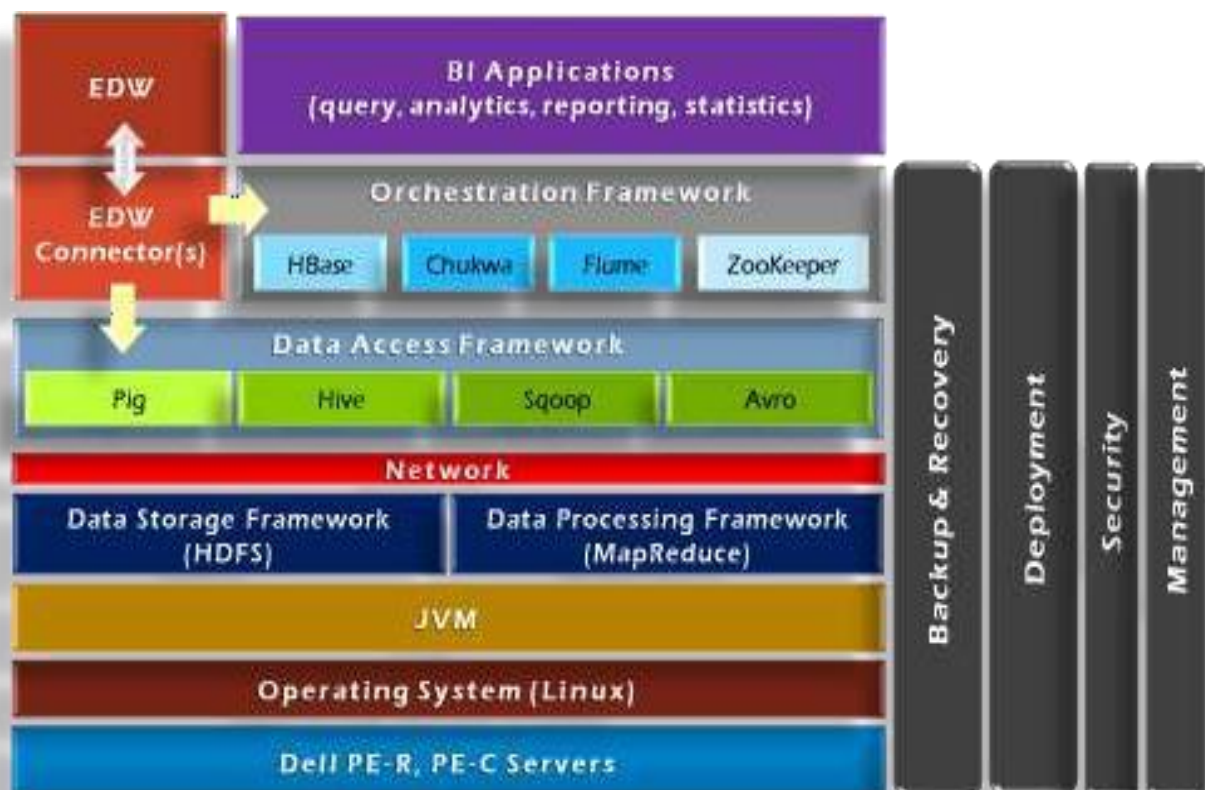 EDW
BI Applications
(query, analytics, reporting, statistics)
EDW
Connector(s)
Orchestration Framework
HBase
Chukwa
Flume
ZooKeeper
Data Access Framework
Pig
Hive
Sqoop
Avro
Network
Data Storage Framework
(HDFS)
Data Processing Framework
(MapReduce)
JVM
Operating System (Linux)
Dell PE-R, PE-C Servers
Backup & Recovery
Deployment
Security
Management